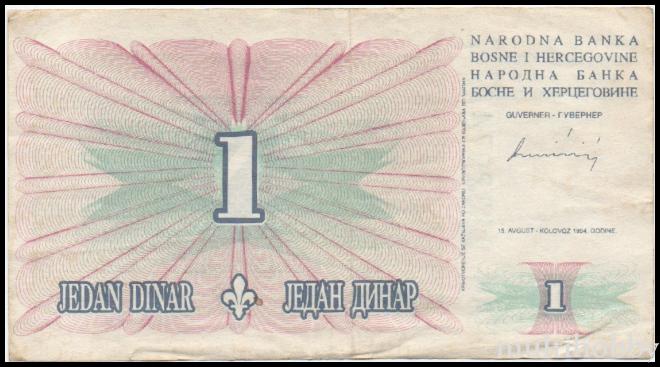 NARODNA BANKA
BOSNE I HERCEGOVINE
НАРОДНА БАНКА
БОСНЕ И ХЕРЦЕГОВИНЕ
GUVERNER - ГУВЕРНЕР
1
15. AVGUST - KOLOVOZ 1994. GODINE.
JEDAN DINAR
ЈЕДАН ДИНАР
1